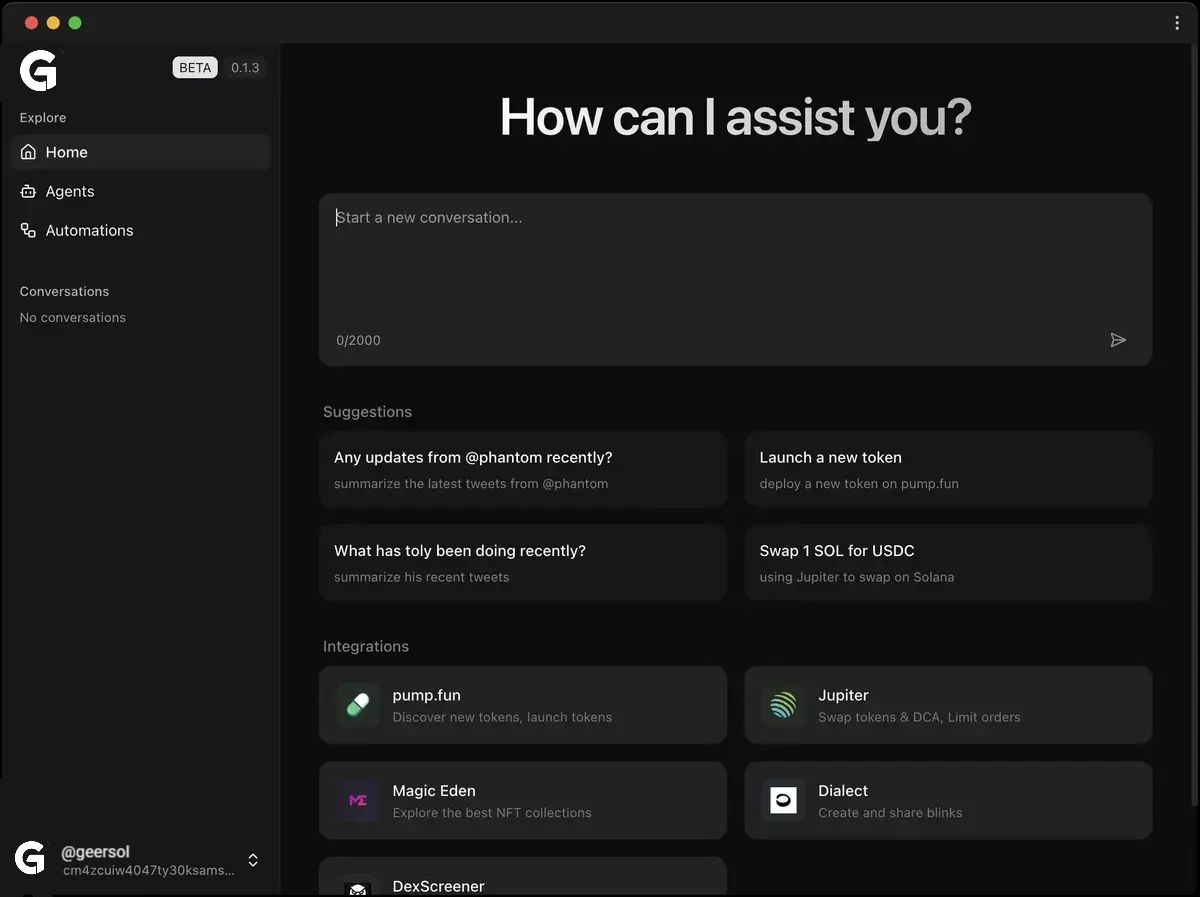 G
BETA 0.1.3
Explore
Home
Agents
Automations
Conversations
No conversations
@geersol
cm4zcuiw4047ty30ksams...
How can I assist you?
Start a new conversation...
0/2000
Suggestions
Any updates from @phantom recently?
summarize the latest tweets from @phantom
Launch a new token
deploy a new token on pump.fun
What has toly been doing recently?
summarize his recent tweets
Swap 1 SOL for USDC
using Jupiter to swap on Solana
Integrations
pump.fun
Discover new tokens, launch tokens
Jupiter
Swap tokens & DCA, Limit orders
Magic Eden
Explore the best NFT collections
Dialect
Create and share blinks
DexScreener